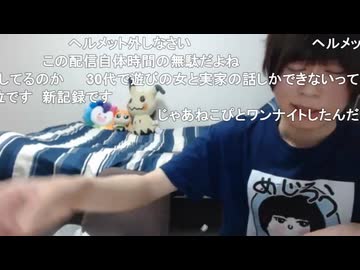 ヘルメット外しなさい
ヘルメッ
この配信自体時間の無駄だよね
してるのか
30代で遊びの女と実家の話しかできないって
立です
新記録です
じゃあねこびとワンナイトしたんだ
めじろう